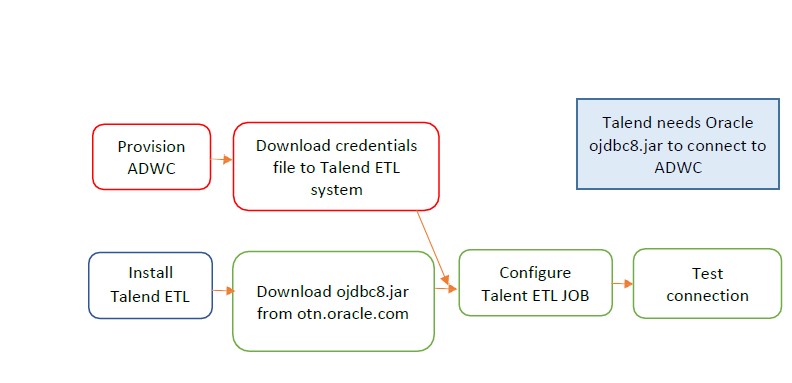 Provision
ADWC
Download credentials
file to Talend ETL
system
Talend needs Oracle
ojdbc8.jar to connect to
ADWC
Install
Talend ETL
Download ojdbc8.jar
from otn.oracle.com
Configure
Talent ETL JOB
Test
connection